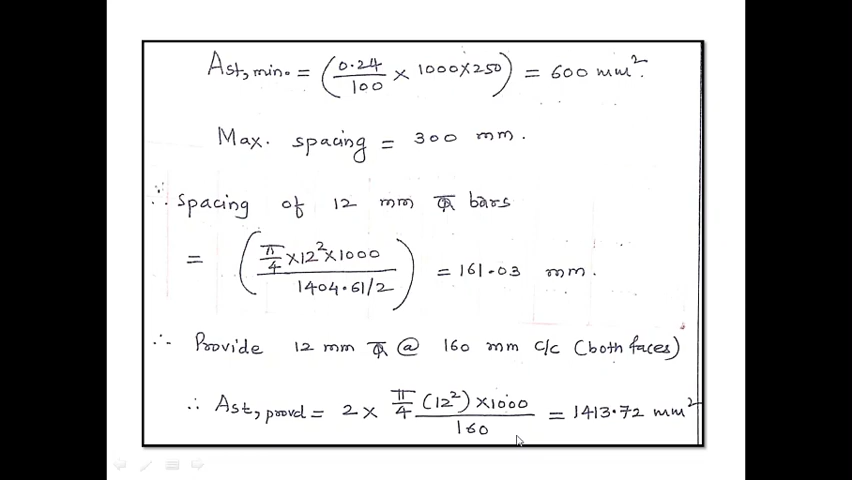 Ast, min. = (0.24/100 × 1000×250) = 600 mm².
Max. spacing = 300 mm.
∴ Spacing of 12 mm Φ bars
= (π/4 ×12²×1000 / 1404.61/2) = 161.03 mm.
∴ Provide 12 mm Φ @ 160 mm c/c (both faces)
∴ Ast, provd = 2 × π/4 (12²) ×1000 / 160 = 1413.72 mm²